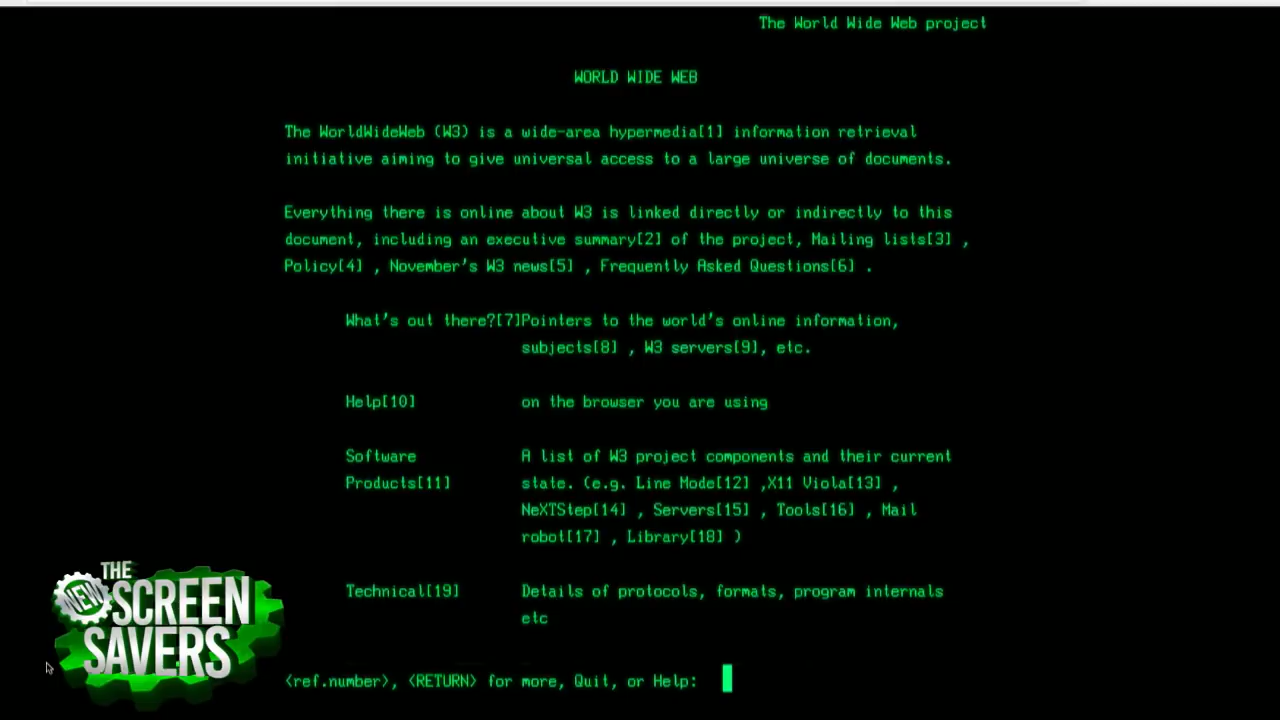 The World Wide Web project
WORLD WIDE WEB
The WorldWideWeb (W3) is a wide-area hypermedia[1] information retrieval
initiative aiming to give universal access to a large universe of documents.
Everything there is online about W3 is linked directly or indirectly to this
document, including an executive summary[2] of the project, Mailing lists[3] ,
Policy[4] , November's W3 news[5] , Frequently Asked Questions[6] .
What's out there?[7]Pointers to the world's online information,
subjects[8] , W3 servers[9], etc.
Help[10] on the browser you are using
Software A list of W3 project components and their current
Products[11] state. (e.g. Line Mode[12] ,X11 Viola[13] ,
NeXTStep[14] , Servers[15] , Tools[16] , Mail
robot[17] , Library[18] )
Technical[19] Details of protocols, formats, program internals
etc
<ref.number>, <RETURN> for more, Quit, or Help:
THE
NEW SCREEN
SAVERS